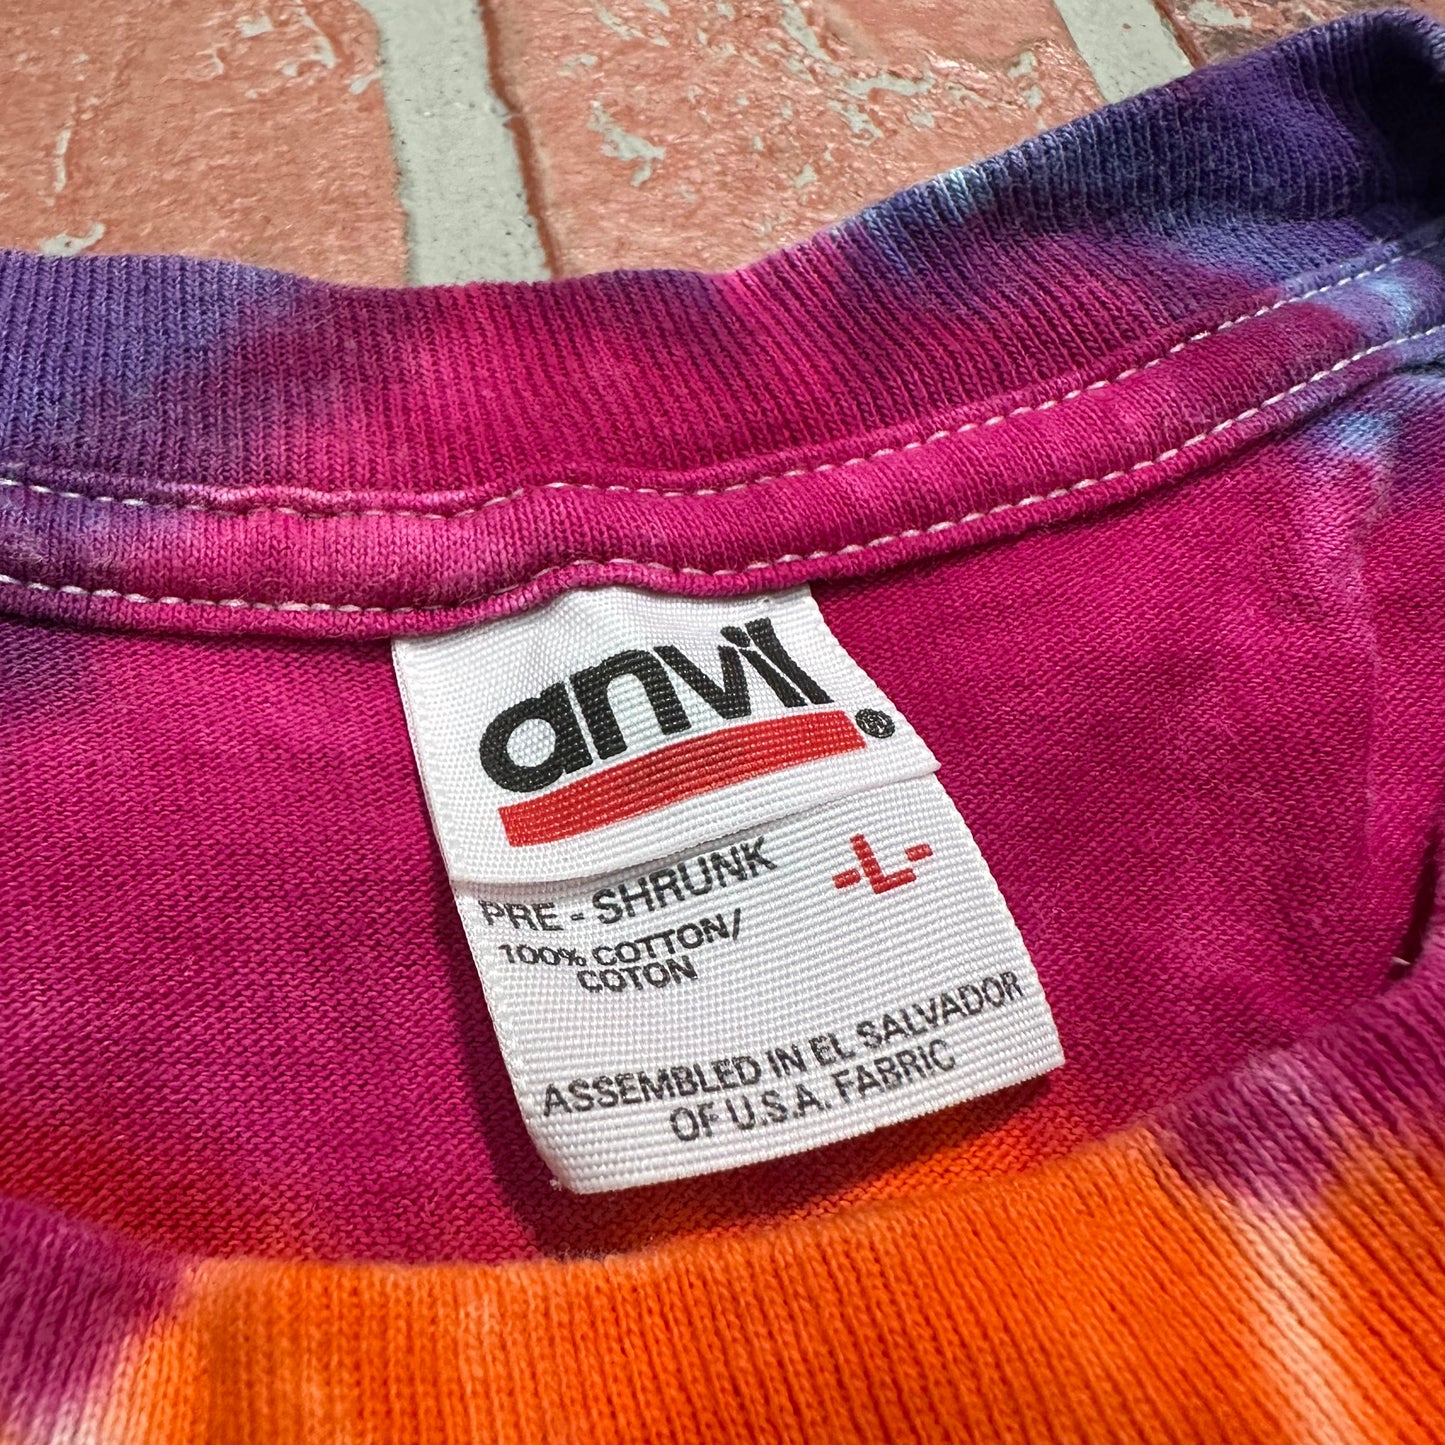 anvil®
PRE - SHRUNK -L-
100% COTTON/
COTON
ASSEMBLED IN EL SALVADOR
OF U.S.A. FABRIC